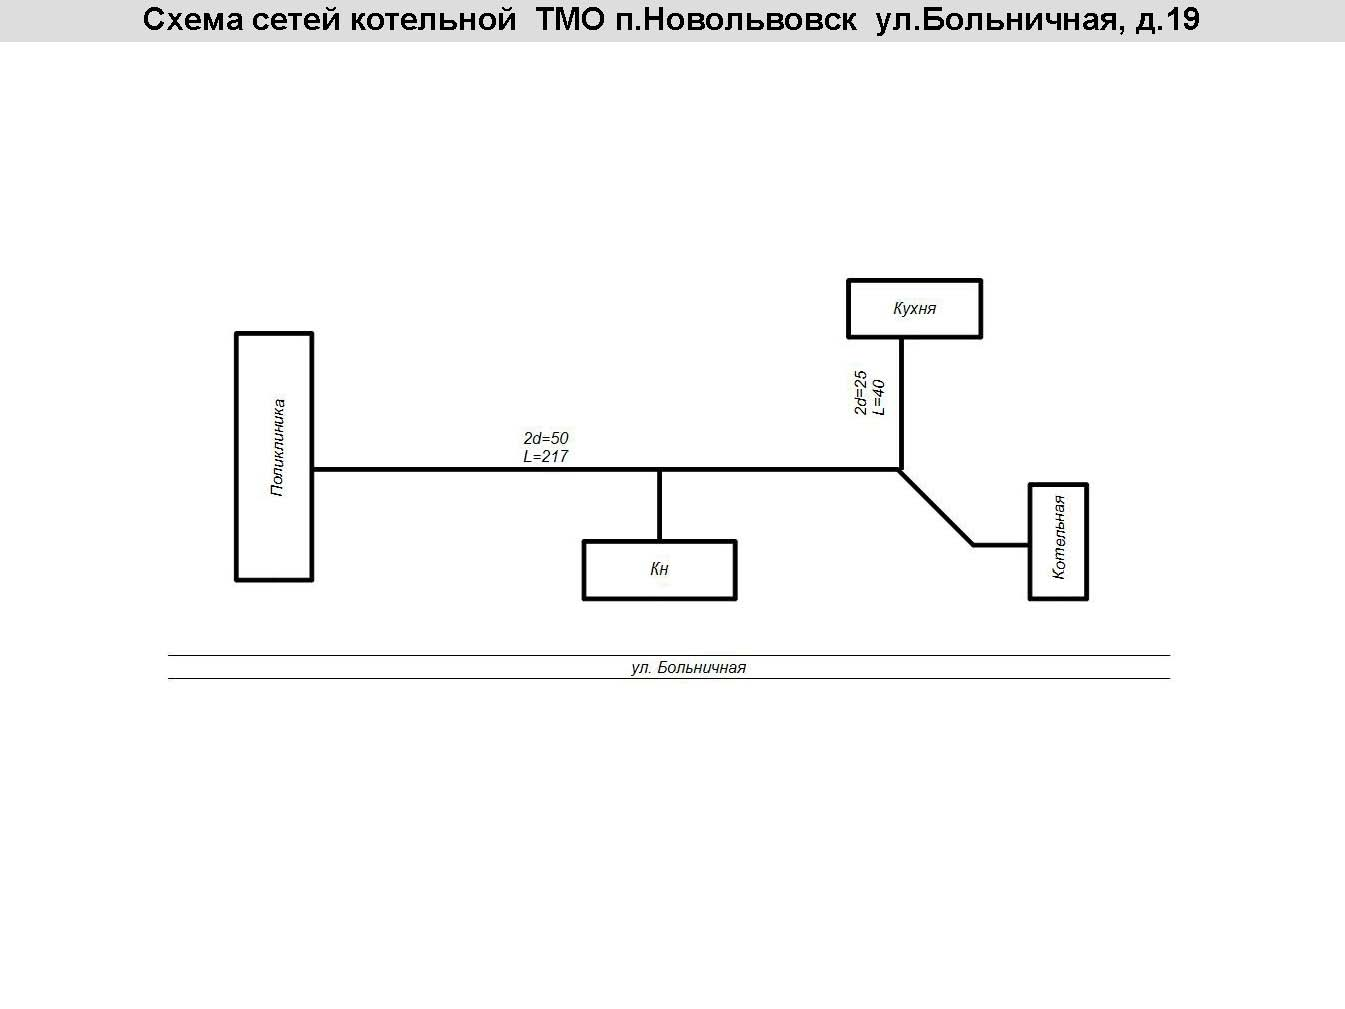 Схема сетей котельной ТМО п.Новольвовск ул.Больничная, д.19
Кухня
2d=25
L=40
Поликлиника
2d=50
L=217
Котельная
Кн
ул. Больничная